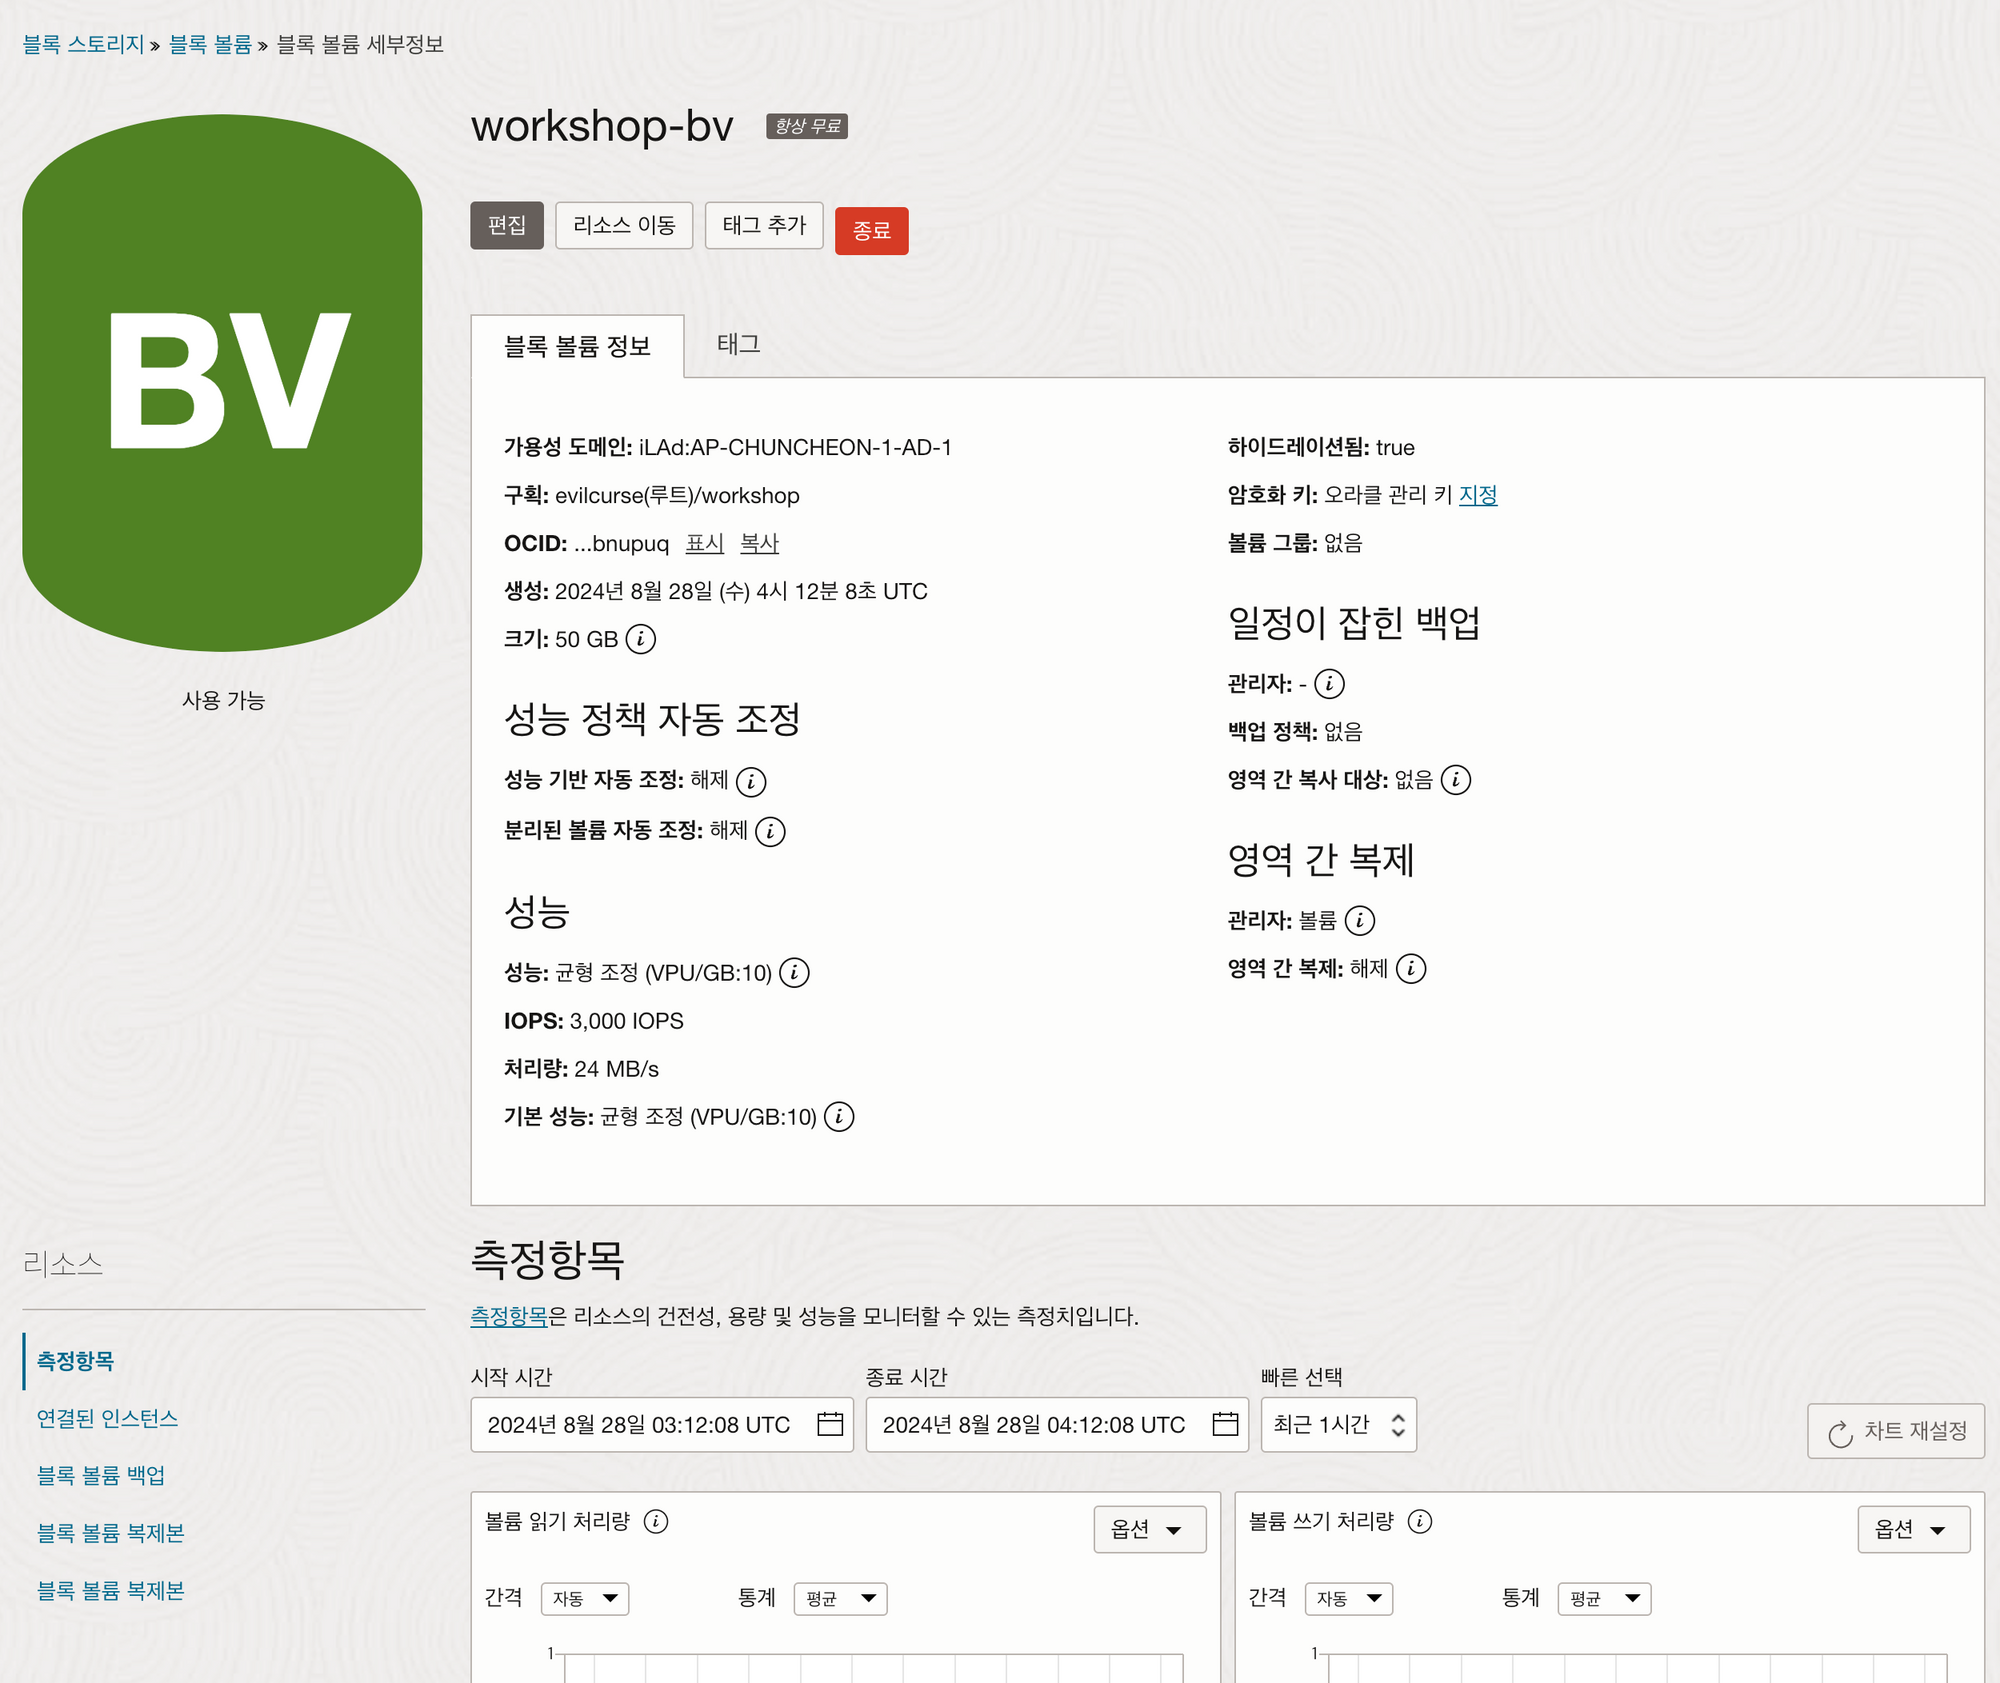 블록 스토리지 » 블록 볼륨 » 블록 볼륨 세부정보
BV
사용 가능
workshop-bv 항상 무료
편집 리소스 이동 태그 추가 종료
블록 볼륨 정보 태그
가용성 도메인: iLAd:AP-CHUNCHEON-1-AD-1
구획: evilcurse(루트)/workshop
OCID: ...bnupuq 표시 복사
생성: 2024년 8월 28일 (수) 4시 12분 8초 UTC
크기: 50 GB i
성능 정책 자동 조정
성능 기반 자동 조정: 해제 i
분리된 볼륨 자동 조정: 해제 i
성능
성능: 균형 조정 (VPU/GB:10) i
IOPS: 3,000 IOPS
처리량: 24 MB/s
기본 성능: 균형 조정 (VPU/GB:10) i
하이드레이션됨: true
암호화 키: 오라클 관리 키 지정
볼륨 그룹: 없음
일정이 잡힌 백업
관리자: - i
백업 정책: 없음
영역 간 복사 대상: 없음 i
영역 간 복제
관리자: 볼륨 i
영역 간 복제: 해제 i
리소스
측정항목
연결된 인스턴스
블록 볼륨 백업
블록 볼륨 복제본
블록 볼륨 복제본
측정항목
측정항목은 리소스의 건전성, 용량 및 성능을 모니터할 수 있는 측정치입니다.
시작 시간 종료 시간 빠른 선택
2024년 8월 28일 03:12:08 UTC 2024년 8월 28일 04:12:08 UTC 최근 1시간 차트 재설정
볼륨 읽기 처리량 i 옵션
간격 자동 통계 평균
1
볼륨 쓰기 처리량 i 옵션
간격 자동 통계 평균
1